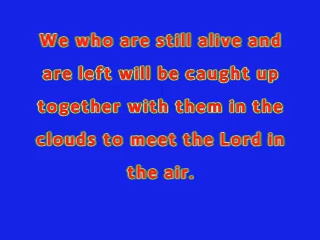 We who are still alive and
are left will be caught up
together with them in the
clouds to meet the Lord in
the air.